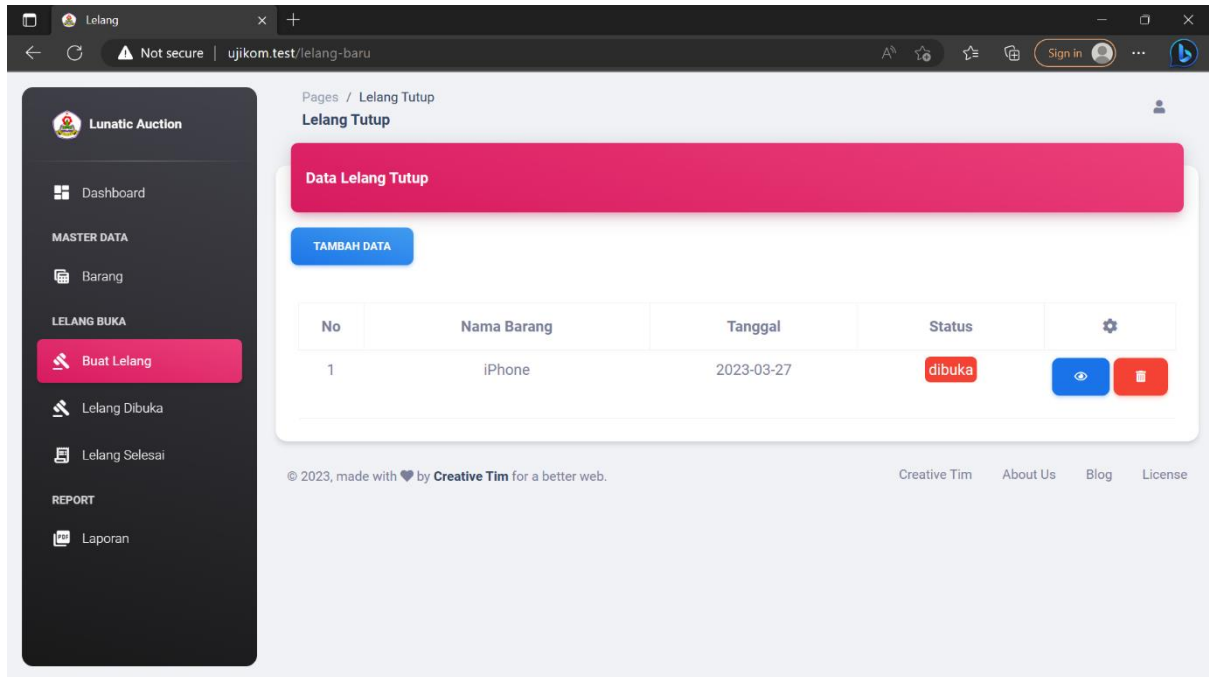 Lelang
Not secure | ujikom.test/lelang-baru
Sign in
Lunatic Auction
Dashboard
MASTER DATA
Barang
LELANG BUKA
Buat Lelang
Lelang Dibuka
Lelang Selesai
REPORT
PDF Laporan
Pages / Lelang Tutup
Lelang Tutup
Data Lelang Tutup
TAMBAH DATA
No Nama Barang Tanggal Status
1 iPhone 2023-03-27 dibuka
© 2023, made with ♥ by Creative Tim for a better web.
Creative Tim About Us Blog License